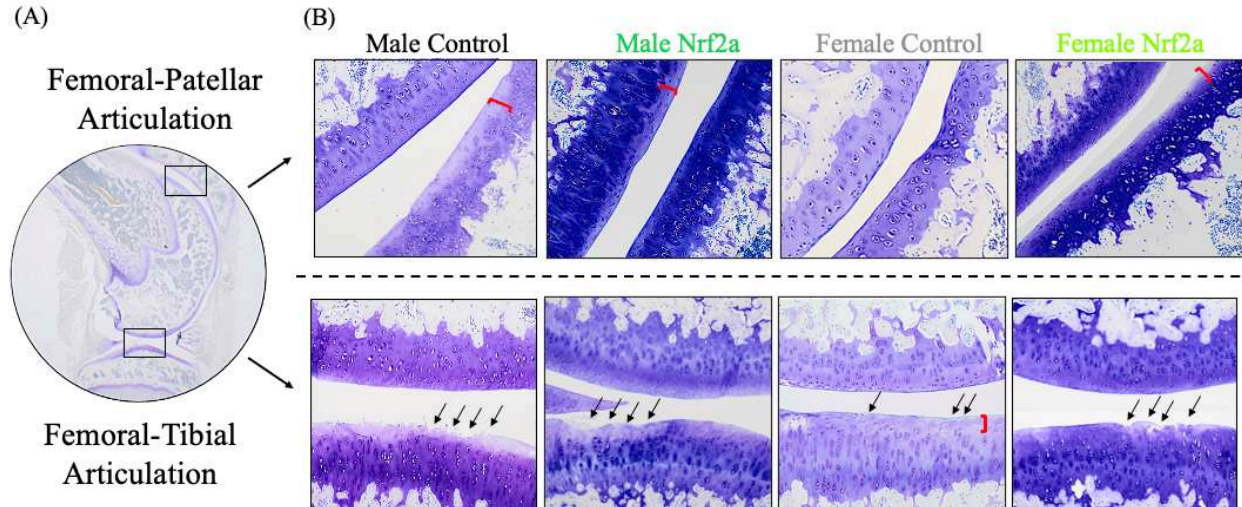 (A)
(B)
Male Control
Male Nrf2a
Female Control
Female Nrf2a
Femoral-Patellar
Articulation
Femoral-Tibial
Articulation